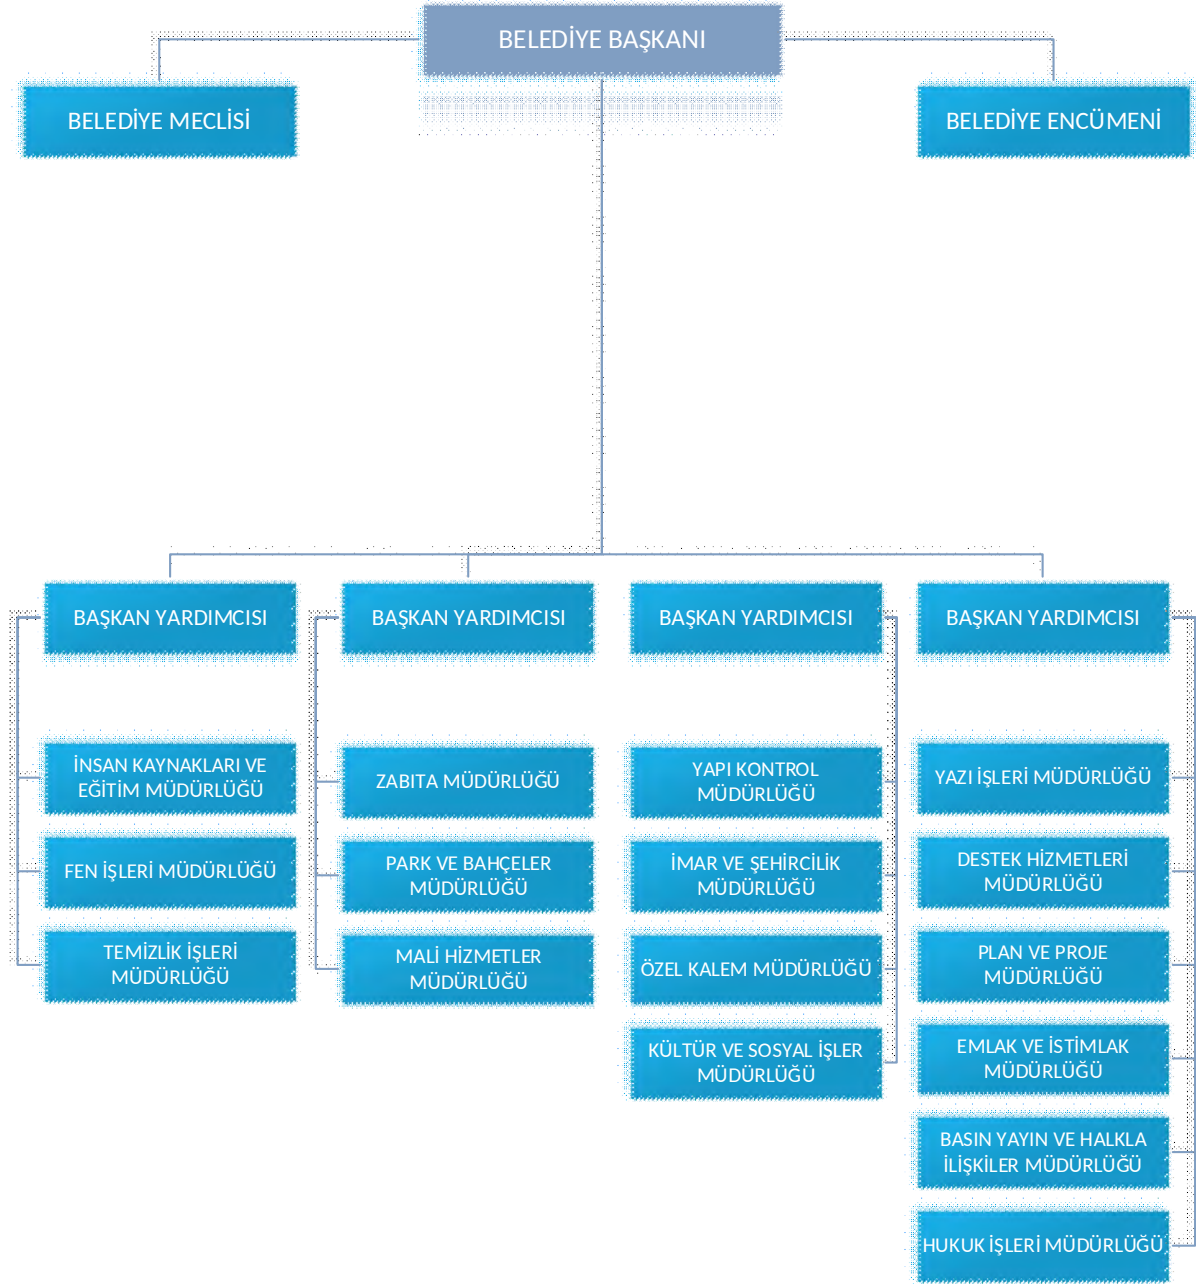 BELEDİYE BAŞKANI
BELEDİYE MECLİSİ
BELEDİYE ENCÜMENİ
BAŞKAN YARDIMCISI
BAŞKAN YARDIMCISI
BAŞKAN YARDIMCISI
BAŞKAN YARDIMCISI
İNSAN KAYNAKLARI VE
EĞİTİM MÜDÜRLÜĞÜ
FEN İŞLERİ MÜDÜRLÜĞÜ
TEMİZLİK İŞLERİ
MÜDÜRLÜĞÜ
ZABITA MÜDÜRLÜĞÜ
PARK VE BAHÇELER
MÜDÜRLÜĞÜ
MALİ HİZMETLER
MÜDÜRLÜĞÜ
YAPI KONTROL
MÜDÜRLÜĞÜ
İMAR VE ŞEHİRCİLİK
MÜDÜRLÜĞÜ
ÖZEL KALEM MÜDÜRLÜĞÜ
KÜLTÜR VE SOSYAL İŞLER
MÜDÜRLÜĞÜ
YAZI İŞLERİ MÜDÜRLÜĞÜ
DESTEK HİZMETLERİ
MÜDÜRLÜĞÜ
PLAN VE PROJE
MÜDÜRLÜĞÜ
EMLAK VE İSTİMLAK
MÜDÜRLÜĞÜ
BASIN YAYIN VE HALKLA
İLİŞKİLER MÜDÜRLÜĞÜ
HUKUK İŞLERİ MÜDÜRLÜĞÜ